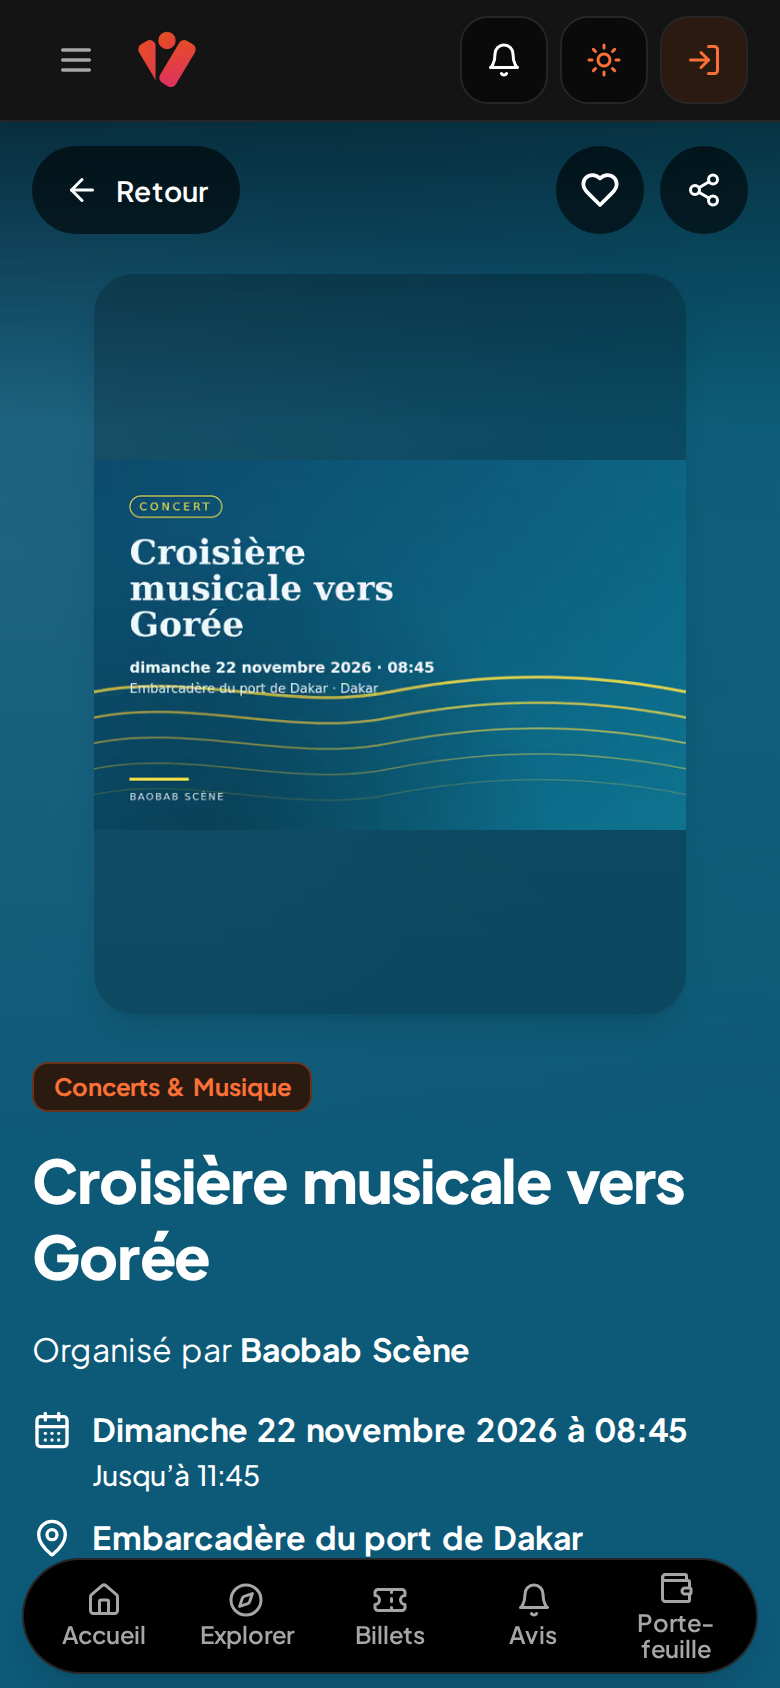 Retour
CONCERT
Croisière
musicale vers
Gorée
dimanche 22 novembre 2026 · 08:45
Embarcadère du port de Dakar · Dakar
BAOBAB SCÈNE
Concerts & Musique
Croisière musicale vers
Gorée
Organisé par Baobab Scène
Dimanche 22 novembre 2026 à 08:45
Jusqu’à 11:45
Embarcadère du port de Dakar
Accueil
Explorer
Billets
Avis
Porte-
feuille